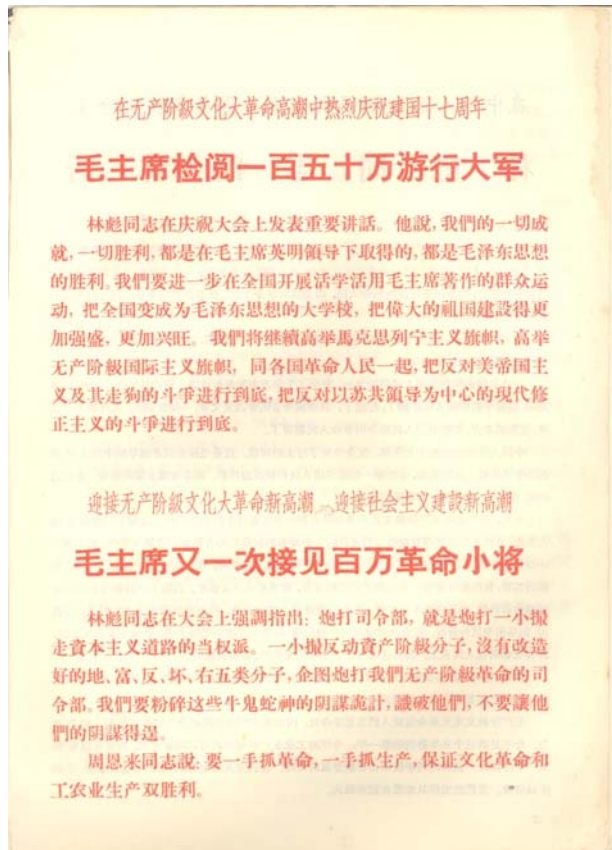 在无产阶級文化大革命高潮中热烈庆祝建国十七周年
毛主席检阅一百五十万游行大军
林彪同志在庆祝大会上发表重要讲話。他說,我們的一切成
就,一切胜利,都是在毛主席英明領导下取得的,都是毛泽东思想
的胜利。我們要进一步在全国开展活学活用毛主席著作的群众运
动,把全国变成为毛泽东思想的大学校,把偉大的祖国建設得更
加强盛,更加兴旺。我們将継續高举馬克思列宁主义旗帜,高举
无产阶級国际主义旗帜,同各国革命人民一起,把反对美帝国主
义及其走狗的斗爭进行到底,把反对以苏共領导为中心的现代修
正主义的斗爭进行到底。
迎接无产阶級文化大革命新高潮 迎接社会主义建設新高潮
毛主席又一次接见百万革命小将
林彪同志在大会上强調指出:炮打司令部,就是炮打一小撮
走資本主义道路的当权派。一小撮反动資产阶級分子,沒有改造
好的地、富、反、坏、右五类分子,企图炮打我們无产阶級革命的司
令部。我們要粉碎这些牛鬼蛇神的阴謀詭計,識破他們,不要讓他
們的阴謀得逞。
周恩来同志說:要一手抓革命,一手抓生产,保证文化革命和
工农业生产双胜利。